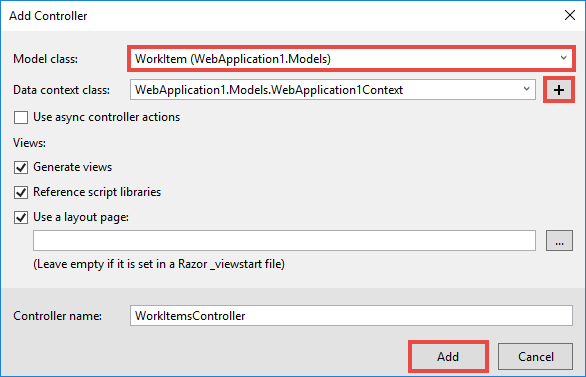 Add Controller
Model class: WorkItem (WebApplication1.Models)
Data context class: WebApplication1.Models.WebApplication1Context +
Use async controller actions
Views:
Generate views
Reference script libraries
Use a layout page:
...
(Leave empty if it is set in a Razor _viewstart file)
Controller name: WorkItemsController
Add Cancel